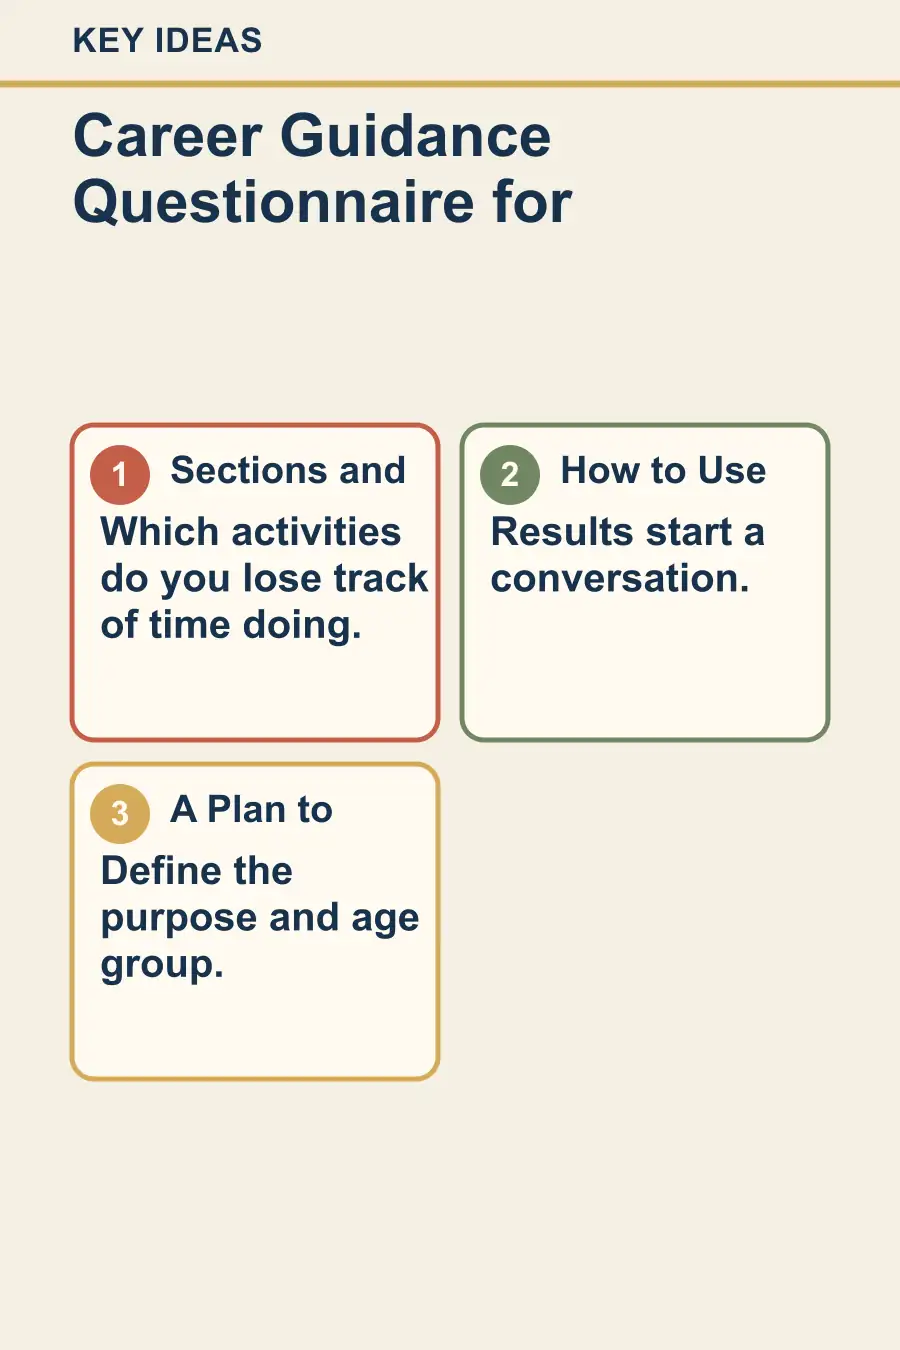 KEY IDEAS
Career Guidance
Questionnaire for
1 Sections and
Which activities
do you lose track
of time doing.
2 How to Use
Results start a
conversation.
3 A Plan to
Define the
purpose and age
group.